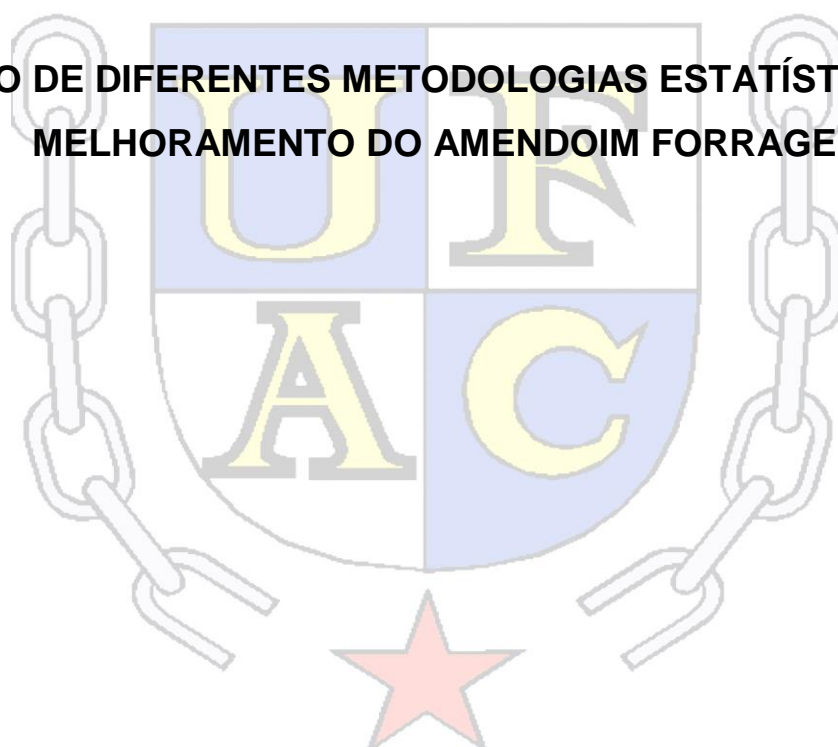 O DE DIFERENTES METODOLOGIAS ESTATÍST
MELHORAMENTO DO AMENDOIM FORRAGE
U F
A C